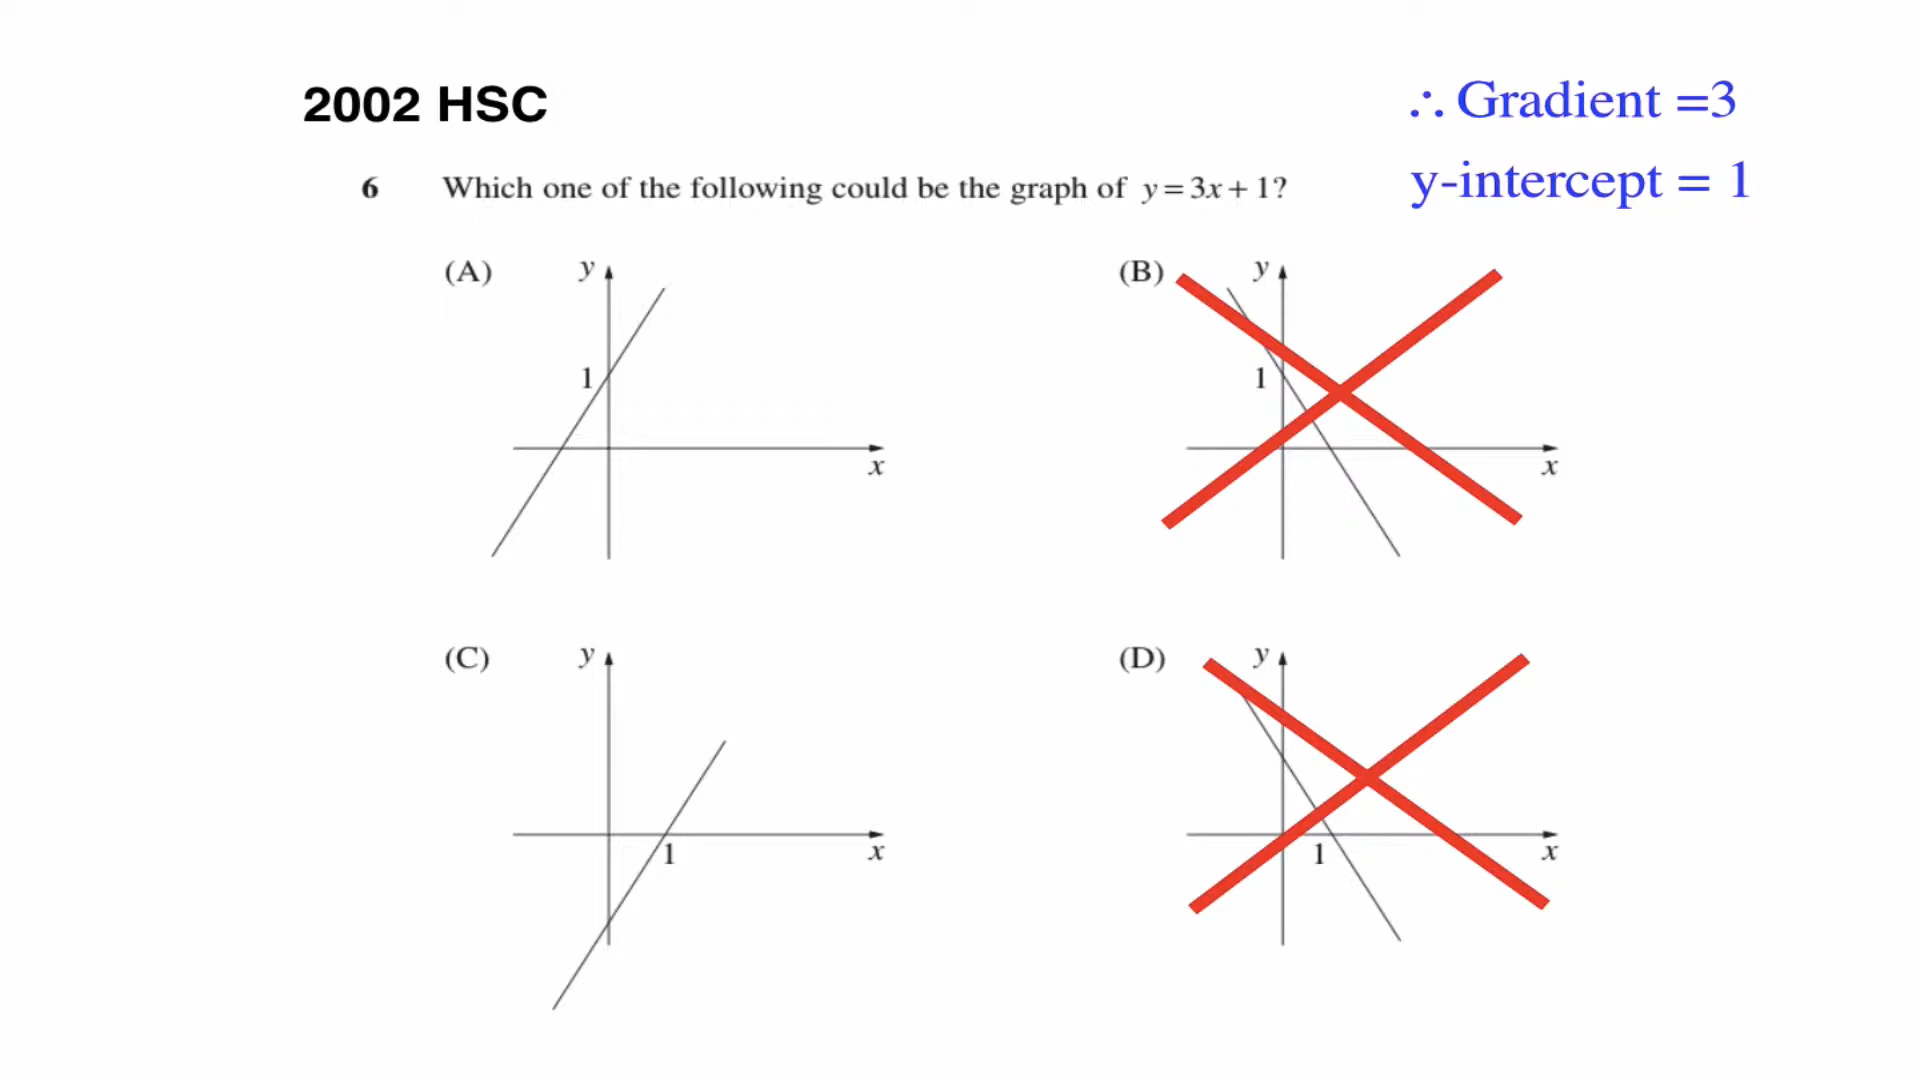 2002 HSC
∴ Gradient =3
y-intercept = 1
6 Which one of the following could be the graph of y = 3x + 1?
(A) y
1
x
(B) y
1
x
(C) y
1
x
(D) y
1
x